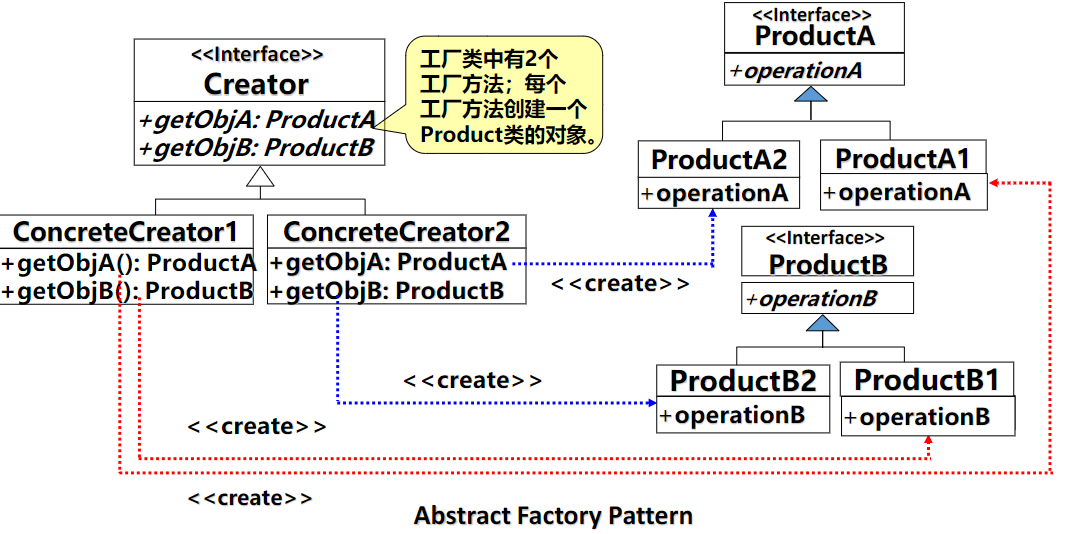 <<Interface>>
Creator
+getObjA: ProductA
+getObjB: ProductB
工厂类中有2个
工厂方法；每个
工厂方法创建一个
Product类的对象。
<<Interface>>
ProductA
+operationA
ProductA2
+operationA
ProductA1
+operationA
ConcreteCreator1
+getObjA(): ProductA
+getObjB(): ProductB
ConcreteCreator2
+getObjA: ProductA
+getObjB: ProductB
<<create>>
<<Interface>>
ProductB
+operationB
ProductB2
+operationB
ProductB1
+operationB
<<create>>
<<create>>
<<create>>
Abstract Factory Pattern